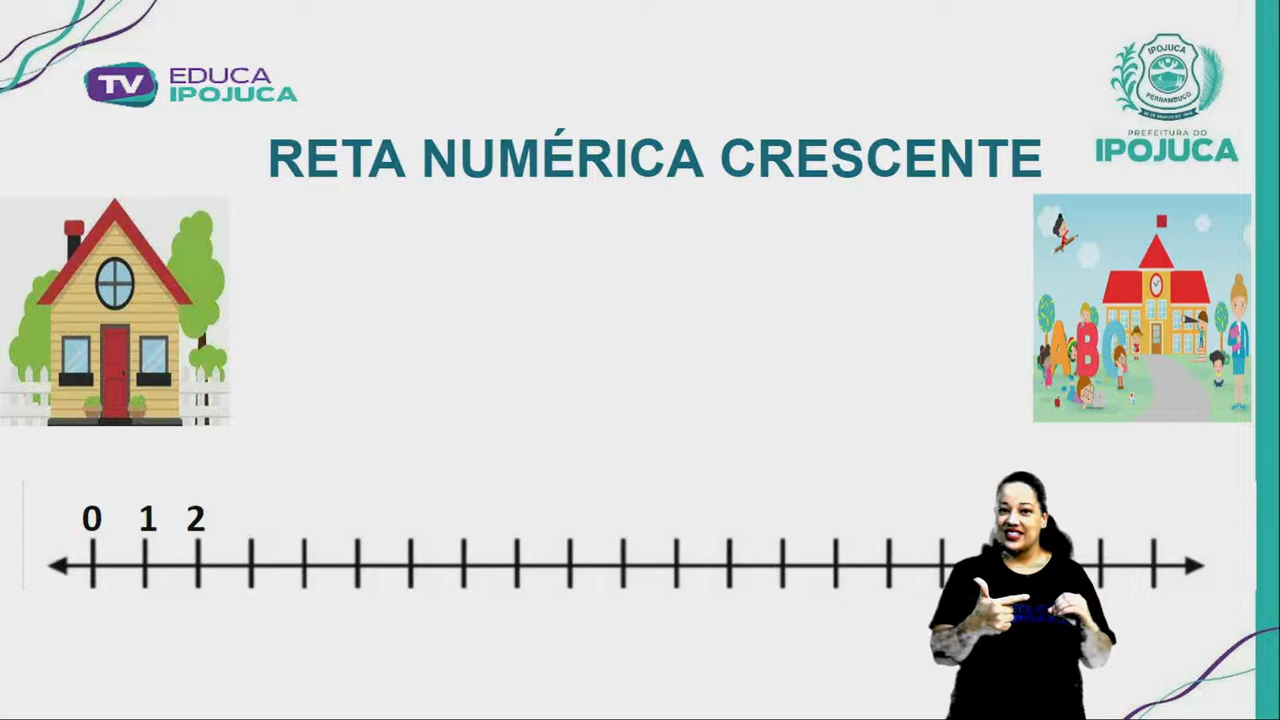 TV EDUCA
IPOJUCA
IPOJUCA
PERNAMBUCO
PREFEITURA DO
IPOJUCA
RETA NUMÉRICA CRESCENTE
A B C
0 1 2